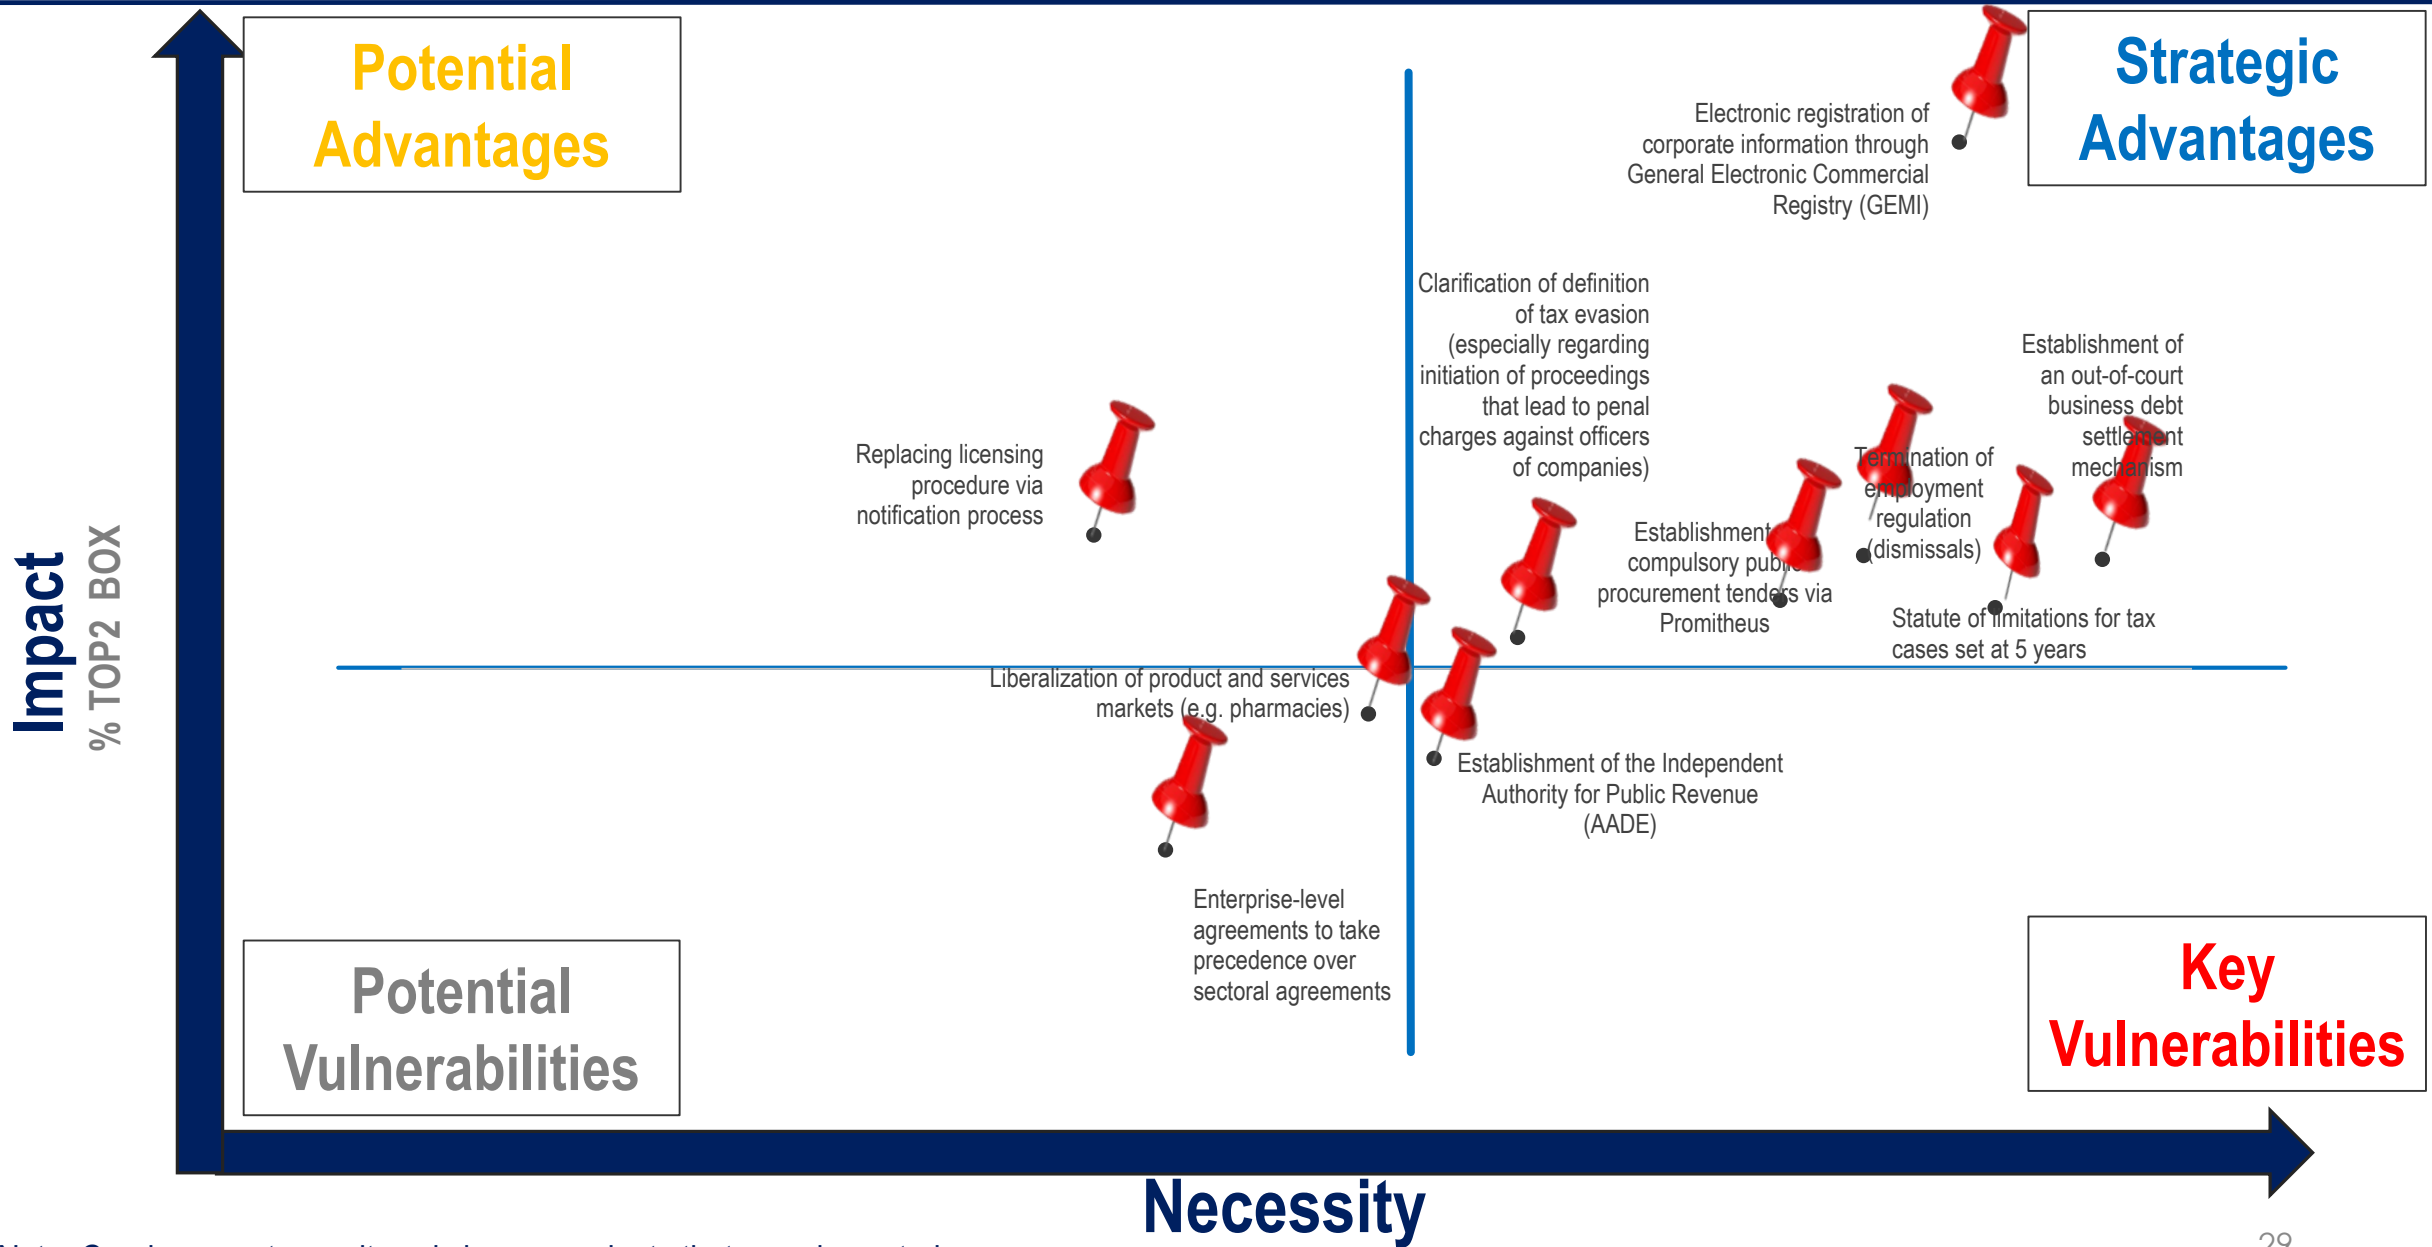 Potential
Advantages
Strategic
Advantages
Electronic registration of
corporate information through
General Electronic Commercial
Registry (GEMI)
Clarification of definition
of tax evasion
(especially regarding
initiation of proceedings
that lead to penal
charges against officers
of companies)
Establishment of
an out-of-court
business debt
settlement
mechanism
Replacing licensing
procedure via
notification process
Termination of
employment
regulation
(dismissals)
Establishment
compulsory public
procurement tenders via
Promitheus
Statute of limitations for tax
cases set at 5 years
Impact
% TOP2 BOX
Liberalization of product and services
markets (e.g. pharmacies)
Establishment of the Independent
Authority for Public Revenue
(AADE)
Enterprise-level
agreements to take
precedence over
sectoral agreements
Potential
Vulnerabilities
Key
Vulnerabilities
Necessity
29